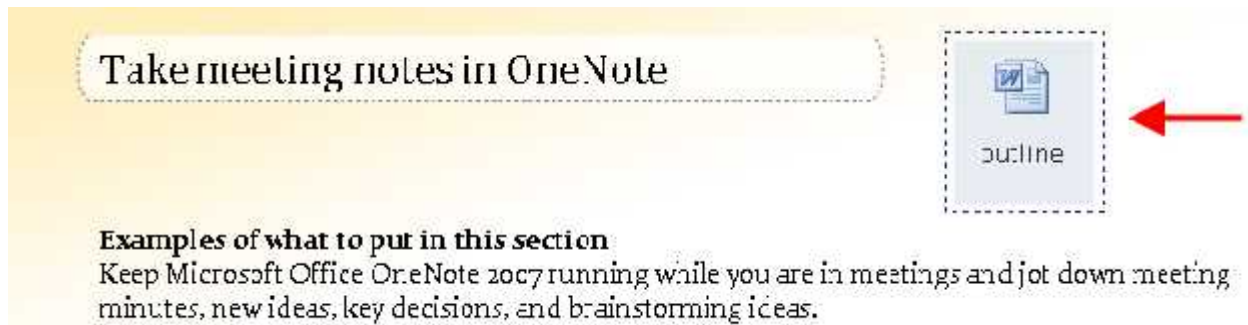 Take meeting notes in OneNote
outline
Examples of what to put in this section
Keep Microsoft Office OneNote 2007 running while you are in meetings and jot down meeting
minutes, new ideas, key decisions, and brainstorming ideas.